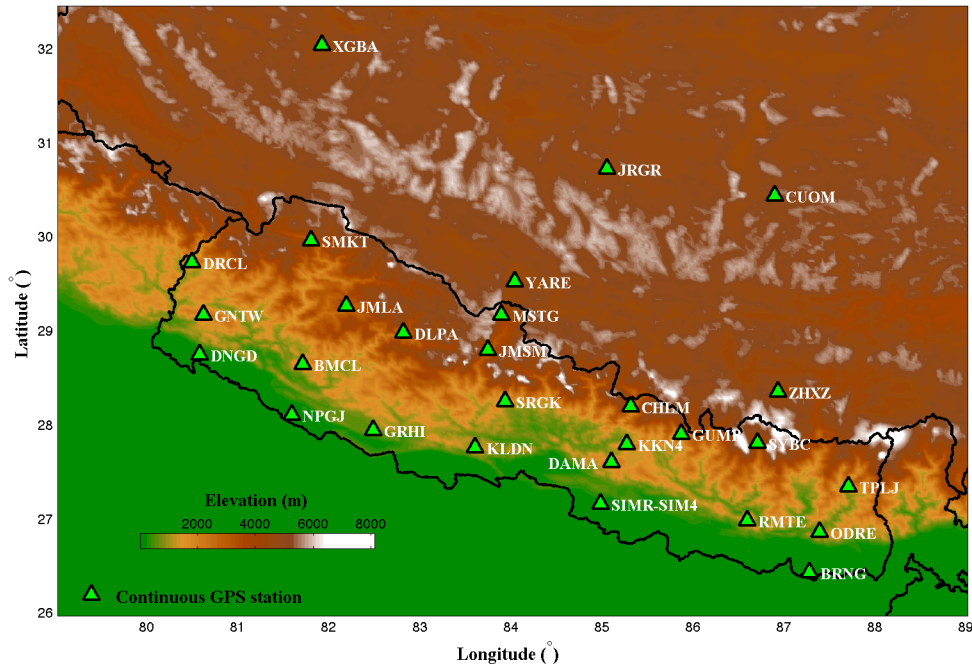 32
XGBA
31
JRGR
CUOM
30
SMKT
DRCL
YARE
JMLA
GNTW
MSTG
29
DLPA
JMSM
DNGD
BMCL
ZHXZ
SRGK
CHLM
NPGJ
28
GRHI
GUMP
SYBC
KKN4
KLDN
DAMA
TPLJ
Elevation (m)
SIMR-SIM4
2000 4000 6000 8000
27
RMTE
ODRE
BRNG
Continuous GPS station
26
80 81 82 83 84 85 86 87 88 89
Longitude (°)
Latitude (°)